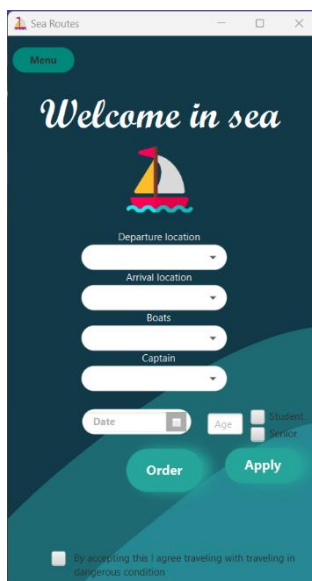 Sea Routes
Menu
Welcome in sea
Departure location
Arrival location
Boats
Captain
Date
Age
Student
Senior
Order
Apply
By accepting this I agree traveling with traveling in
dangerous condition